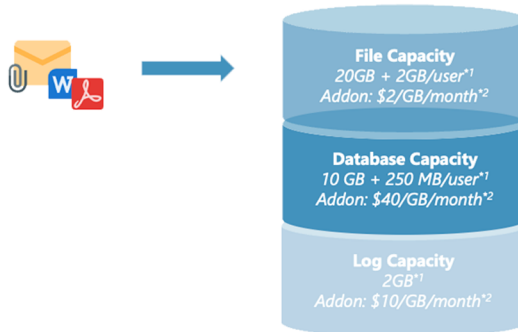 W
File Capacity
20GB + 2GB/user*1
Addon: $2/GB/month*2
Database Capacity
10 GB + 250 MB/user*1
Addon: $40/GB/month*2
Log Capacity
2GB*1
Addon: $10/GB/month*2